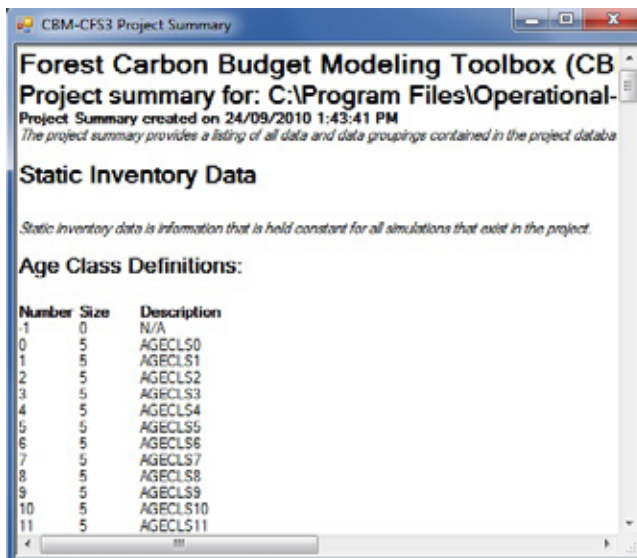 CBM-CFS3 Project Summary
Forest Carbon Budget Modeling Toolbox (CB
Project summary for: C:\Program Files\Operational-
Project Summary created on 24/09/2010 1:43:41 PM
The project summary provides a listing of all data and data groupings contained in the project databa
Static Inventory Data
Static inventory data is information that is held constant for all simulations that exist in the project.
Age Class Definitions:
Number Size Description
-1 0 N/A
0 5 AGECLS0
1 5 AGECLS1
2 5 AGECLS2
3 5 AGECLS3
4 5 AGECLS4
5 5 AGECLS5
6 5 AGECLS6
7 5 AGECLS7
8 5 AGECLS8
9 5 AGECLS9
10 5 AGECLS10
11 5 AGECLS11